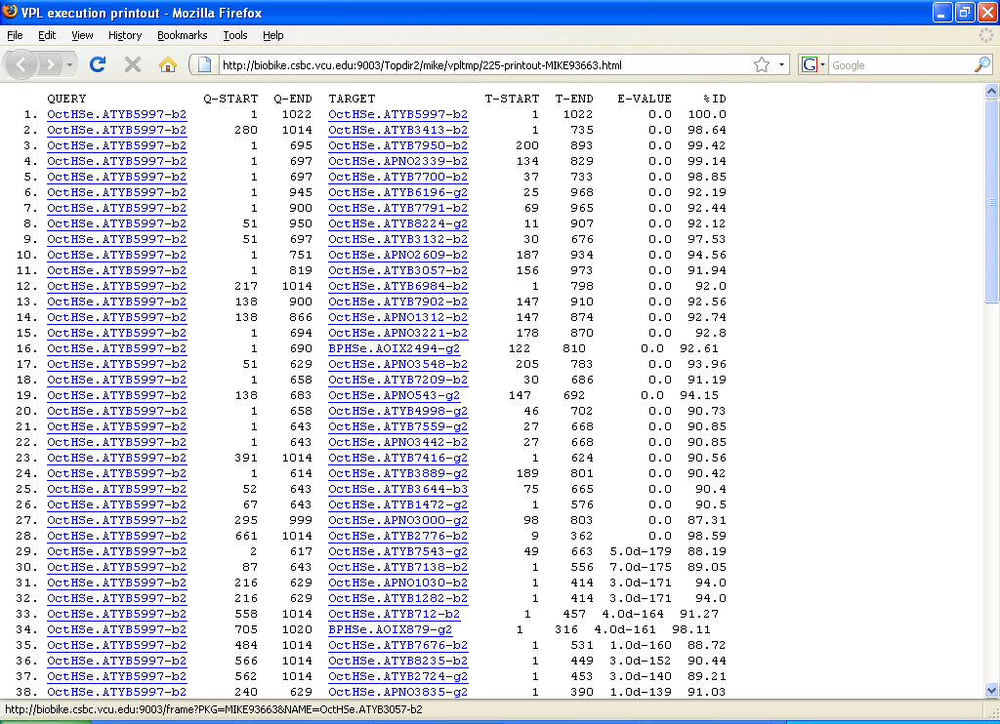 VPL execution printout - Mozilla Firefox
File Edit View History Bookmarks Tools Help
http://biobike.csbc.vcu.edu:9003/Topdir2/mike/vpltmp/225-printout-MIKE93663.html G Google
QUERY Q-START Q-END TARGET T-START T-END E-VALUE %ID
1. OctHSe.ATYB5997-b2 1 1022 OctHSe.ATYB5997-b2 1 1022 0.0 100.0
2. OctHSe.ATYB5997-b2 280 1014 OctHSe.ATYB3413-b2 1 735 0.0 98.64
3. OctHSe.ATYB5997-b2 1 695 OctHSe.ATYB7950-b2 200 893 0.0 99.42
4. OctHSe.ATYB5997-b2 1 697 OctHSe.APNO2339-b2 134 829 0.0 99.14
5. OctHSe.ATYB5997-b2 1 697 OctHSe.ATYB7700-b2 37 733 0.0 98.85
6. OctHSe.ATYB5997-b2 1 945 OctHSe.ATYB6196-g2 25 968 0.0 92.19
7. OctHSe.ATYB5997-b2 1 900 OctHSe.ATYB7791-b2 69 965 0.0 92.44
8. OctHSe.ATYB5997-b2 51 950 OctHSe.ATYB8224-g2 11 907 0.0 92.12
9. OctHSe.ATYB5997-b2 51 697 OctHSe.ATYB3132-b2 30 676 0.0 97.53
10. OctHSe.ATYB5997-b2 1 751 OctHSe.APNO2609-b2 187 934 0.0 94.56
11. OctHSe.ATYB5997-b2 1 819 OctHSe.ATYB3057-b2 156 973 0.0 91.94
12. OctHSe.ATYB5997-b2 217 1014 OctHSe.ATYB6984-b2 1 798 0.0 92.0
13. OctHSe.ATYB5997-b2 138 900 OctHSe.ATYB7902-b2 147 910 0.0 92.56
14. OctHSe.ATYB5997-b2 138 866 OctHSe.APNO1312-b2 147 874 0.0 92.74
15. OctHSe.ATYB5997-b2 1 694 OctHSe.APNO3221-b2 178 870 0.0 92.8
16. OctHSe.ATYB5997-b2 1 690 BPHSe.AOIX2494-g2 122 810 0.0 92.61
17. OctHSe.ATYB5997-b2 51 629 OctHSe.APNO3548-b2 205 783 0.0 93.96
18. OctHSe.ATYB5997-b2 1 658 OctHSe.ATYB7209-b2 30 686 0.0 91.19
19. OctHSe.ATYB5997-b2 138 683 OctHSe.APNO543-g2 147 692 0.0 94.15
20. OctHSe.ATYB5997-b2 1 658 OctHSe.ATYB4998-g2 46 702 0.0 90.73
21. OctHSe.ATYB5997-b2 1 643 OctHSe.ATYB7559-g2 27 668 0.0 90.85
22. OctHSe.ATYB5997-b2 1 643 OctHSe.APNO3442-b2 27 668 0.0 90.85
23. OctHSe.ATYB5997-b2 391 1014 OctHSe.ATYB7416-g2 1 624 0.0 90.56
24. OctHSe.ATYB5997-b2 1 614 OctHSe.ATYB3889-g2 189 801 0.0 90.42
25. OctHSe.ATYB5997-b2 52 643 OctHSe.ATYB3644-b3 75 665 0.0 90.4
26. OctHSe.ATYB5997-b2 67 643 OctHSe.ATYB1472-g2 1 576 0.0 90.5
27. OctHSe.ATYB5997-b2 295 999 OctHSe.APNO3000-g2 98 803 0.0 87.31
28. OctHSe.ATYB5997-b2 661 1014 OctHSe.ATYB2776-b2 9 362 0.0 98.59
29. OctHSe.ATYB5997-b2 2 617 OctHSe.ATYB7543-g2 49 663 5.0d-179 88.19
30. OctHSe.ATYB5997-b2 87 643 OctHSe.ATYB7138-b2 1 556 7.0d-175 89.05
31. OctHSe.ATYB5997-b2 216 629 OctHSe.APNO1030-b2 1 414 3.0d-171 94.0
32. OctHSe.ATYB5997-b2 216 629 OctHSe.ATYB1282-b2 1 414 3.0d-171 94.0
33. OctHSe.ATYB5997-b2 558 1014 OctHSe.ATYB712-b2 1 457 4.0d-164 91.27
34. OctHSe.ATYB5997-b2 705 1020 BPHSe.AOIX879-g2 1 316 4.0d-161 98.11
35. OctHSe.ATYB5997-b2 484 1014 OctHSe.ATYB7676-b2 1 531 1.0d-160 88.72
36. OctHSe.ATYB5997-b2 566 1014 OctHSe.ATYB8235-b2 1 449 3.0d-152 90.44
37. OctHSe.ATYB5997-b2 562 1014 OctHSe.ATYB2724-g2 1 453 3.0d-140 89.21
38. OctHSe.ATYB5997-b2 240 629 OctHSe.APNO3835-g2 1 390 1.0d-139 91.03
http://biobike.csbc.vcu.edu:9003/frame?PKG=MIKE93663&NAME=OctHSe.ATYB3057-b2